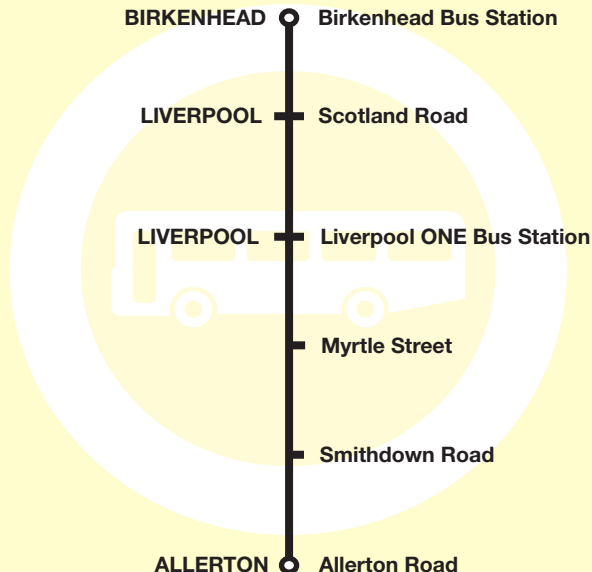 BIRKENHEAD Birkenhead Bus Station
LIVERPOOL Scotland Road
LIVERPOOL Liverpool ONE Bus Station
Myrtle Street
Smithdown Road
ALLERTON Allerton Road